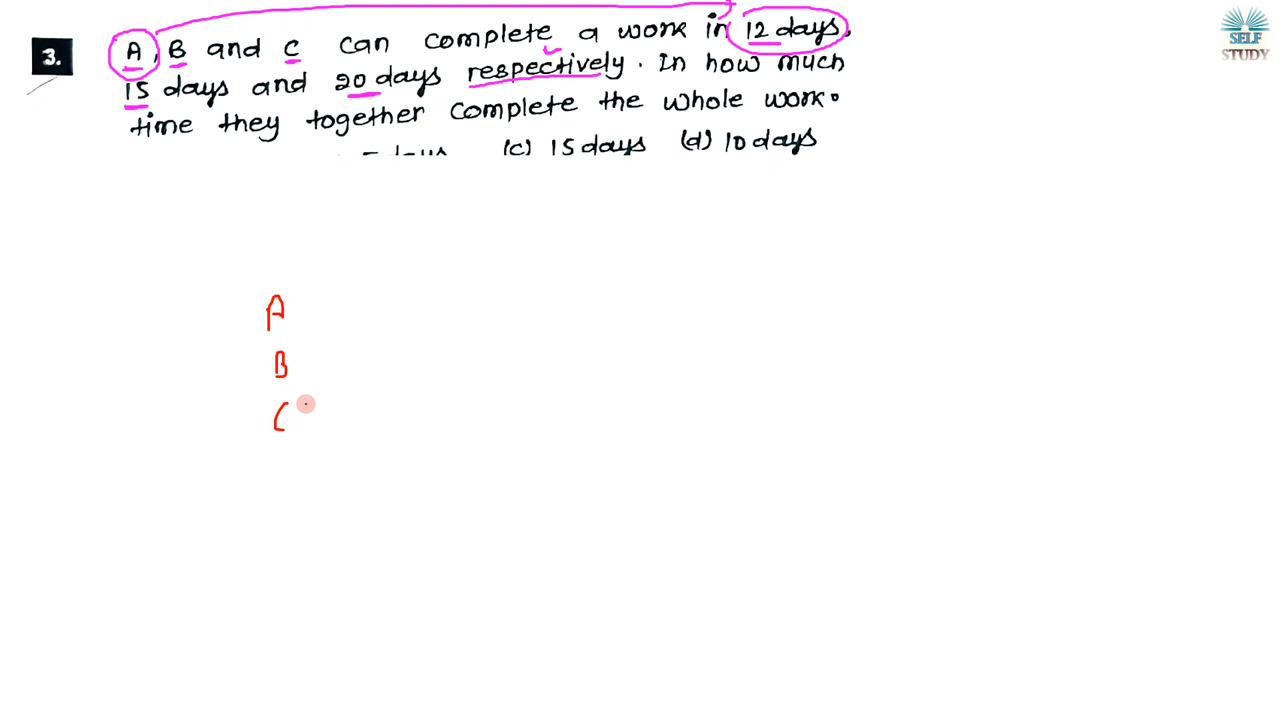 3.
A, B and C can complete a work in 12 days,
15 days and 20 days respectively. In how much
time they together complete the whole work.
(c) 15 days (d) 10 days
A
B
C
SELF
STUDY